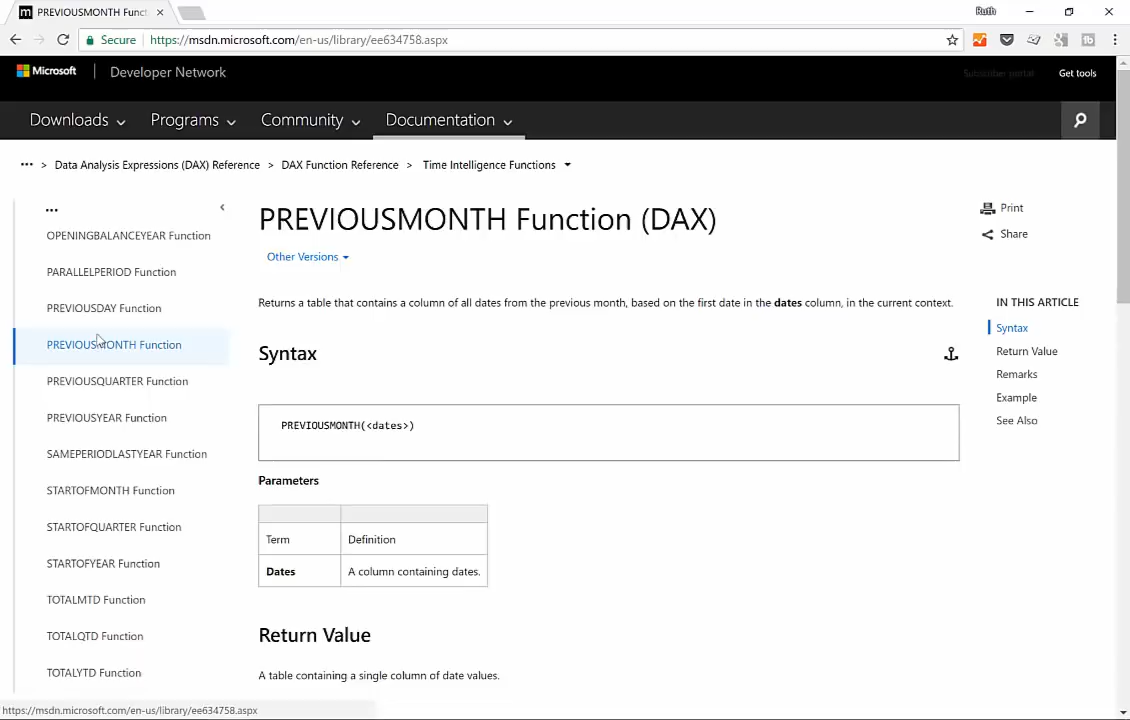 PREVIOUSMONTH Funct
Ruth
Secure
https://msdn.microsoft.com/en-us/library/ee634758.aspx
Microsoft
Developer Network
Subscriber portal
Get tools
Downloads
Programs
Community
Documentation
··· > Data Analysis Expressions (DAX) Reference > DAX Function Reference > Time Intelligence Functions
···
OPENINGBALANCEYEAR Function
PARALLELPERIOD Function
PREVIOUSDAY Function
PREVIOUSMONTH Function
PREVIOUSQUARTER Function
PREVIOUSYEAR Function
SAMEPERIODLASTYEAR Function
STARTOFMONTH Function
STARTOFQUARTER Function
STARTOFYEAR Function
TOTALMTD Function
TOTALQTD Function
TOTALYTD Function
PREVIOUSMONTH Function (DAX)
Other Versions
Returns a table that contains a column of all dates from the previous month, based on the first date in the dates column, in the current context.
Syntax
PREVIOUSMONTH(<dates>)
Parameters
Term Definition
Dates A column containing dates.
Return Value
A table containing a single column of date values.
Print
Share
IN THIS ARTICLE
Syntax
Return Value
Remarks
Example
See Also
https://msdn.microsoft.com/en-us/library/ee634758.aspx